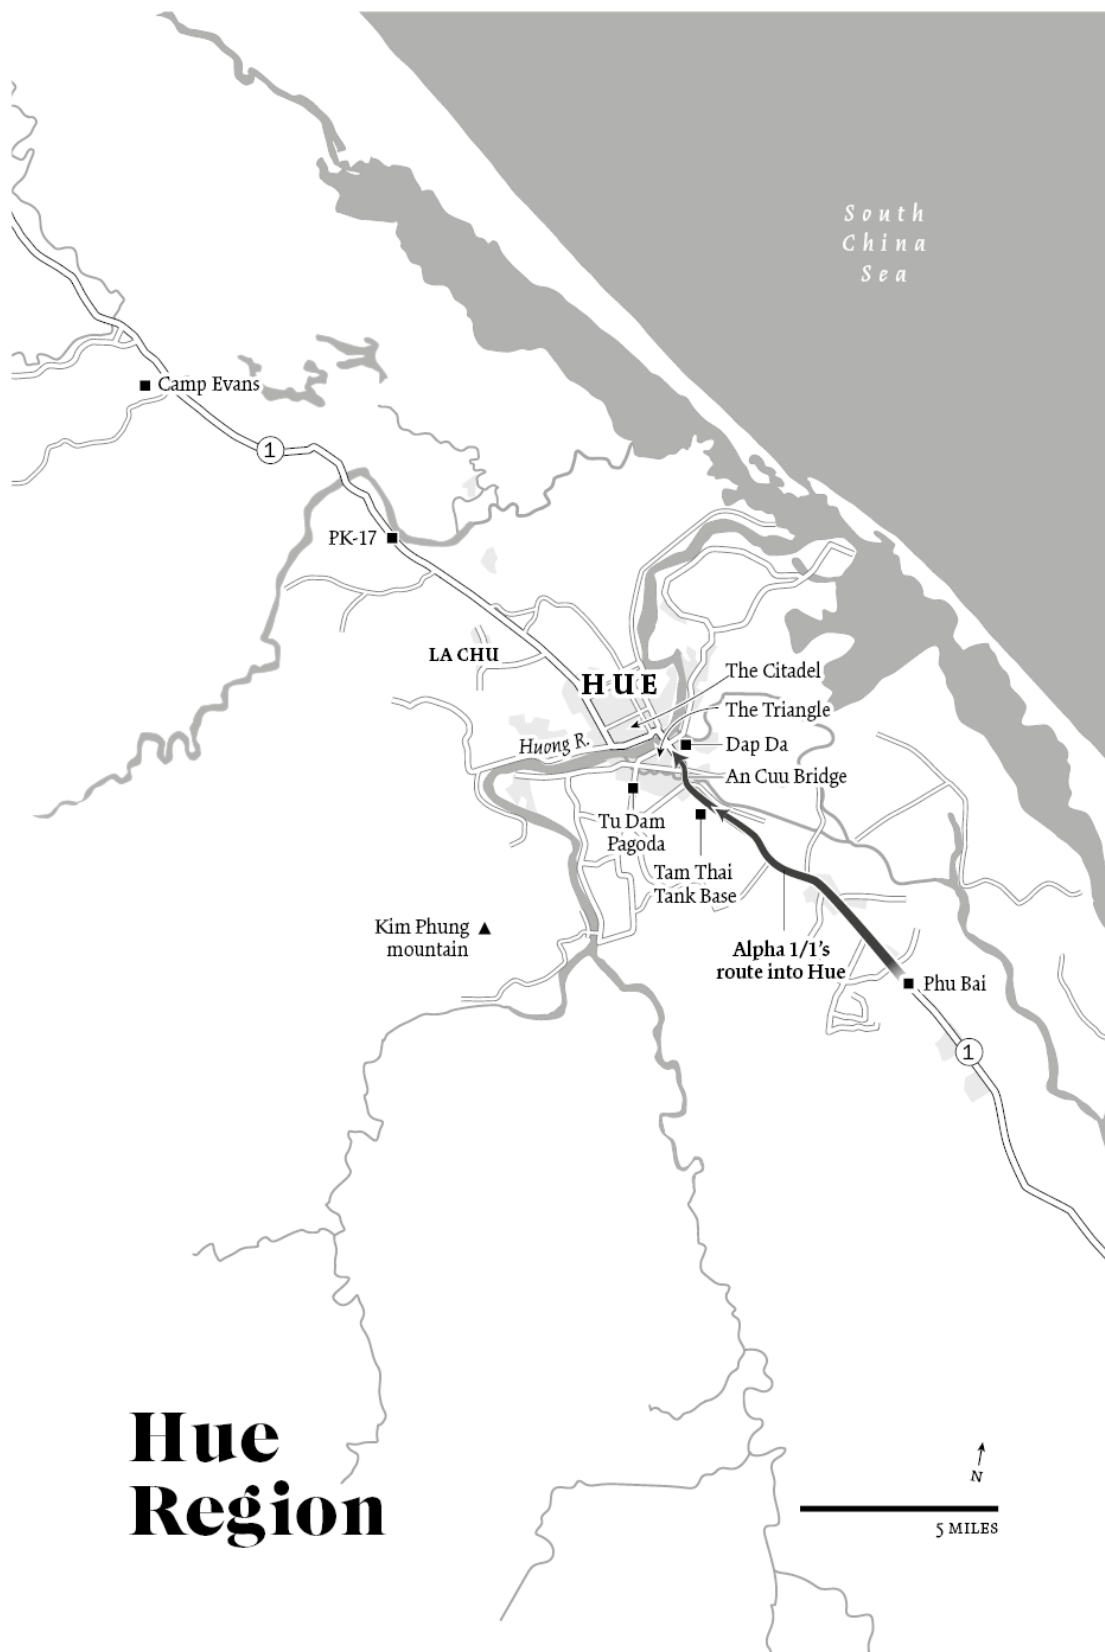 South
China
Sea
Camp Evans
1
PK-17
LA CHU
HUE
The Citadel
The Triangle
Huong R.
Dap Da
An Cuu Bridge
Tu Dam
Pagoda
Tam Thai
Tank Base
Kim Phung
mountain
Alpha 1/1’s
route into Hue
Phu Bai
1
Hue
Region
N
5 MILES